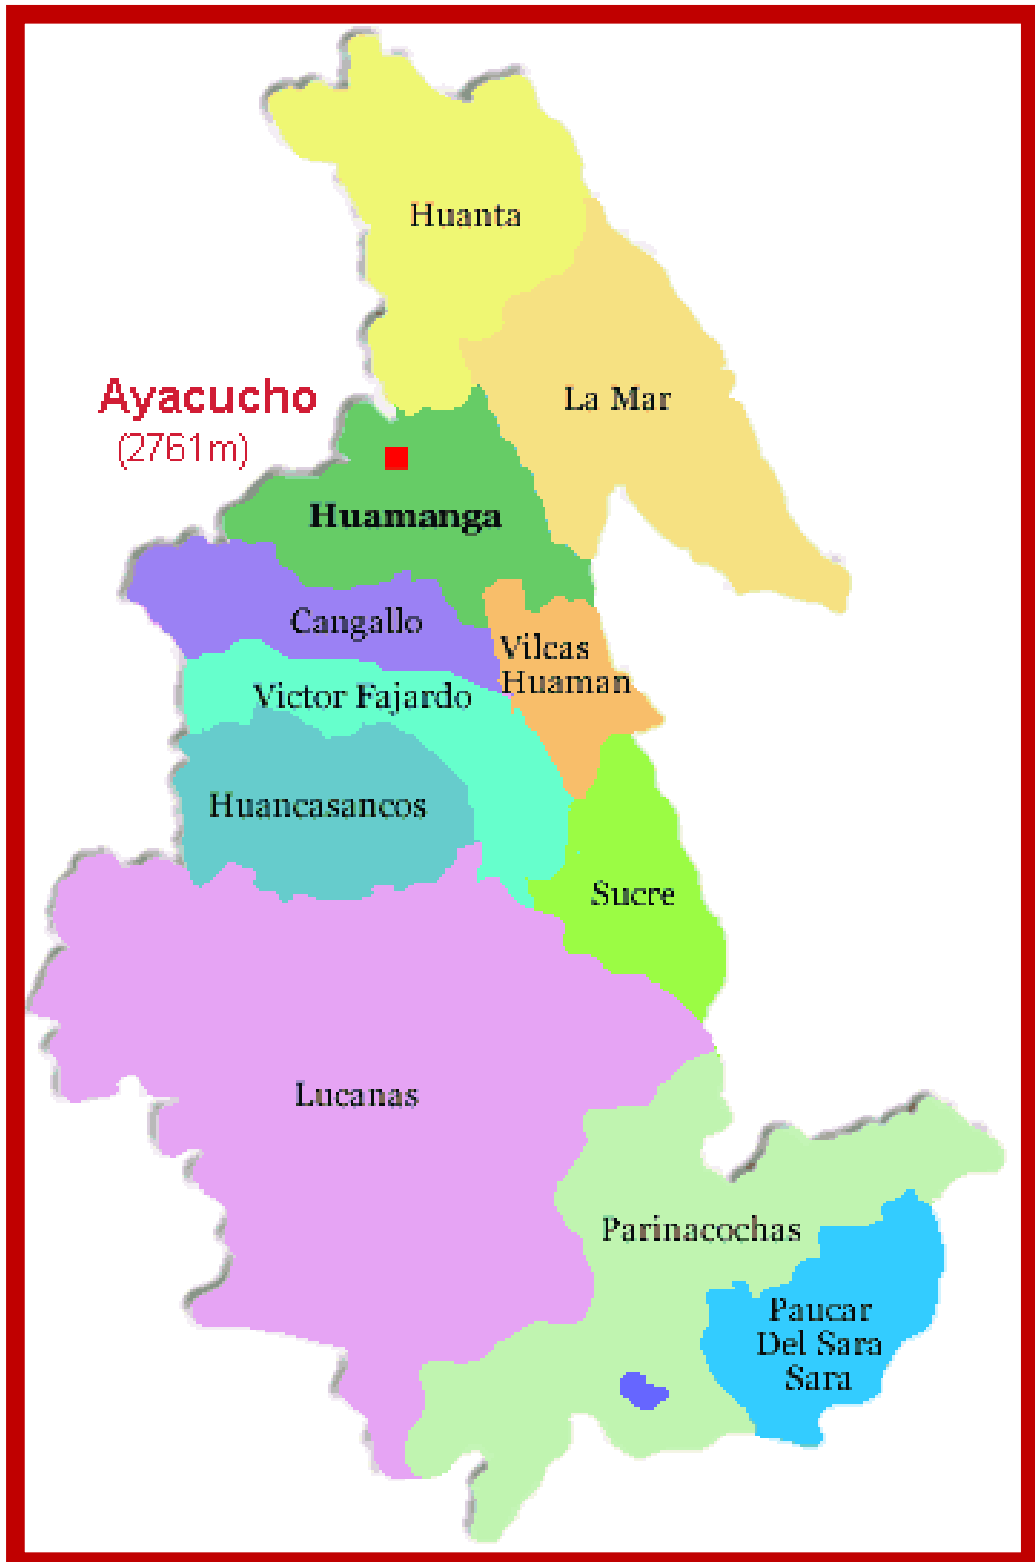 Huanta
La Mar
Ayacucho
(2761m)
Huamanga
Cangallo
Vilcas
Huaman
Victor Fajardo
Huancasancos
Sucre
Lucanas
Parinacochas
Paucar
Del Sara
Sara